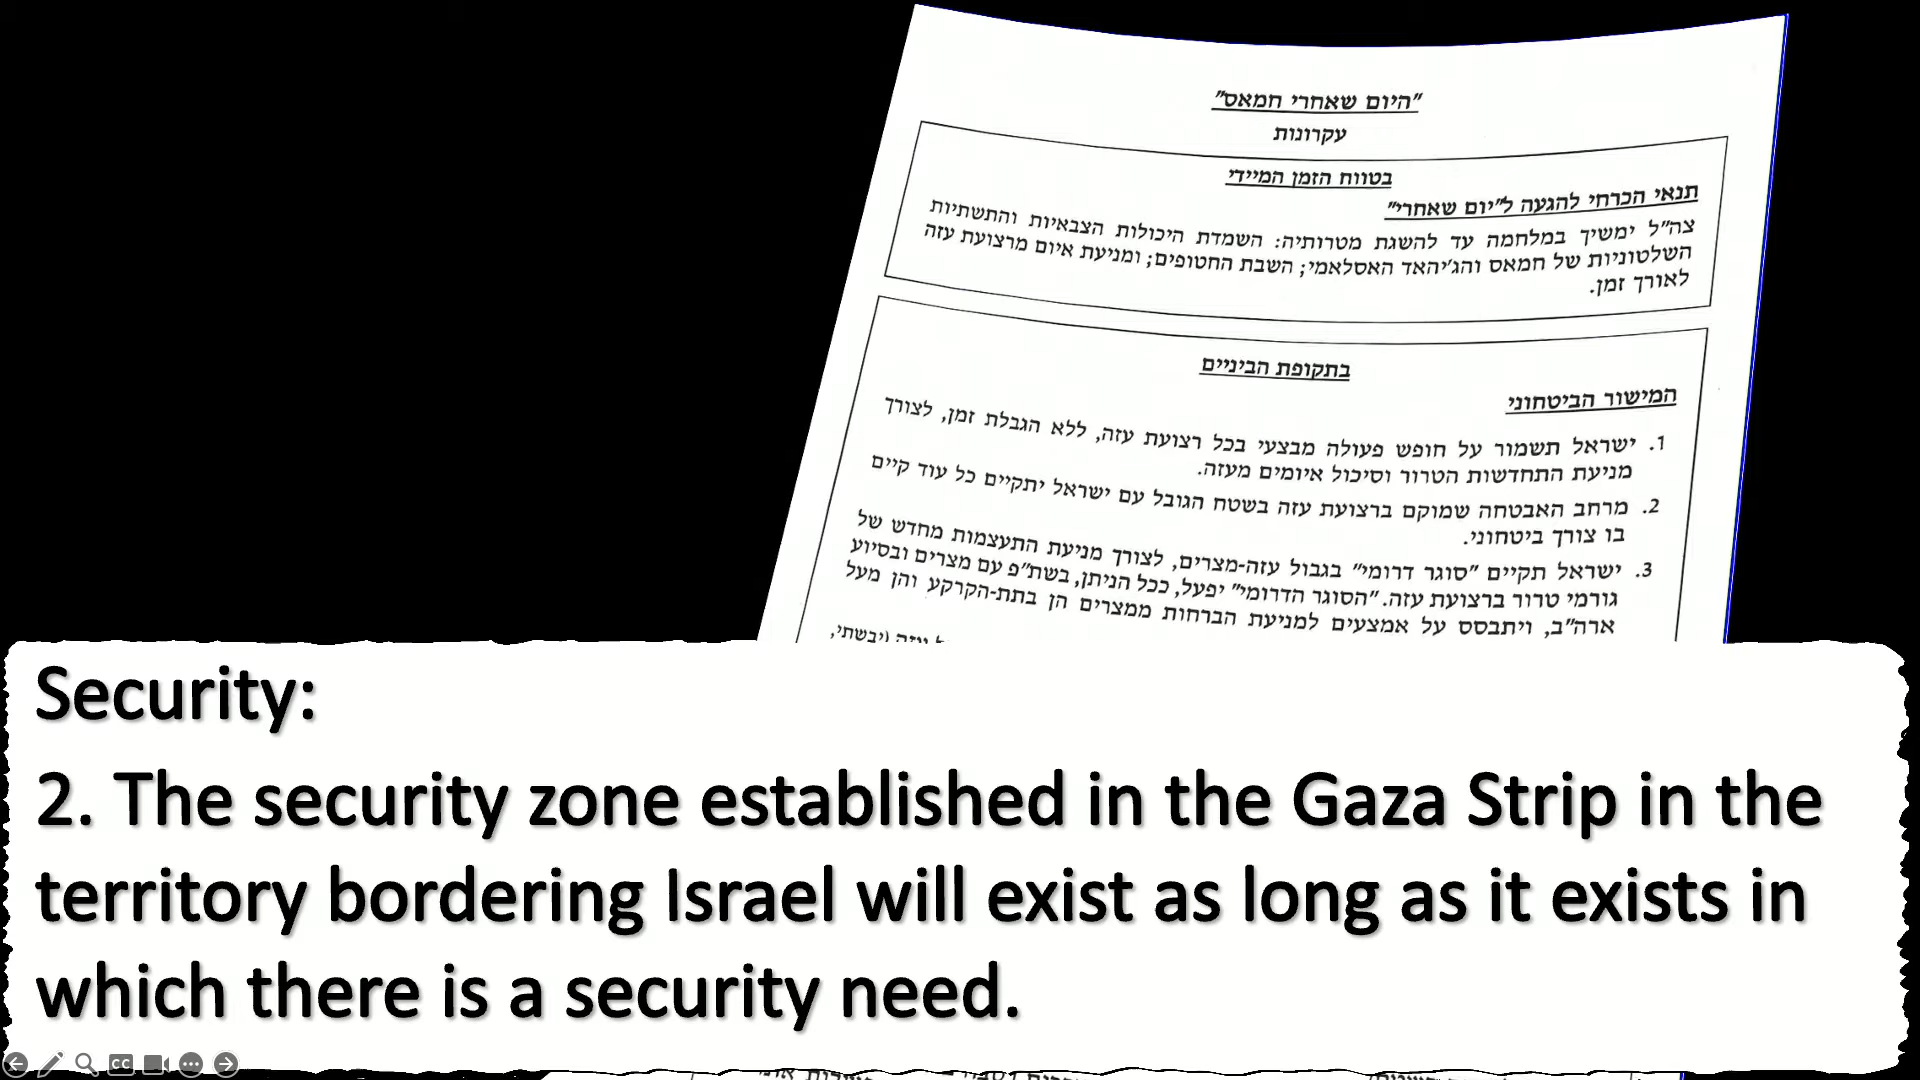 "היום שאחרי חמאס"
עקרונות
בטווח הזמן המיידי
תנאי הכרחי להגעה ל"יום שאחרי"
צה"ל ימשיך במלחמה עד להשגת מטרותיה: השמדת היכולות הצבאיות והתשתיות
השלטוניות של חמאס והג'יהאד האסלאמי; השבת החטופים; ומניעת איום מרצועת עזה
לאורך זמן.
בתקופת הביניים
המישור הביטחוני
1. ישראל תשמור על חופש פעולה מבצעי בכל רצועת עזה, ללא הגבלת זמן, לצורך
מניעת התחדשות הטרור וסיכול איומים מעזה.
2. מרחב האבטחה שמוקם ברצועת עזה בשטח הגובל עם ישראל יתקיים כל עוד קיים
בו צורך ביטחוני.
3. ישראל תקיים "סוגר דרומי" בגבול עזה-מצרים, לצורך מניעת התעצמות מחדש של
גורמי טרור ברצועת עזה. "הסוגר הדרומי" יפעל, ככל הניתן, בשת"פ עם מצרים ובסיוע
ארה"ב, ויתבסס על אמצעים למניעת הברחות ממצרים הן בתת-הקרקע והן מעל
עזה (יבשתי,
Security:
2. The security zone established in the Gaza Strip in the
territory bordering Israel will exist as long as it exists in
which there is a security need.
CC